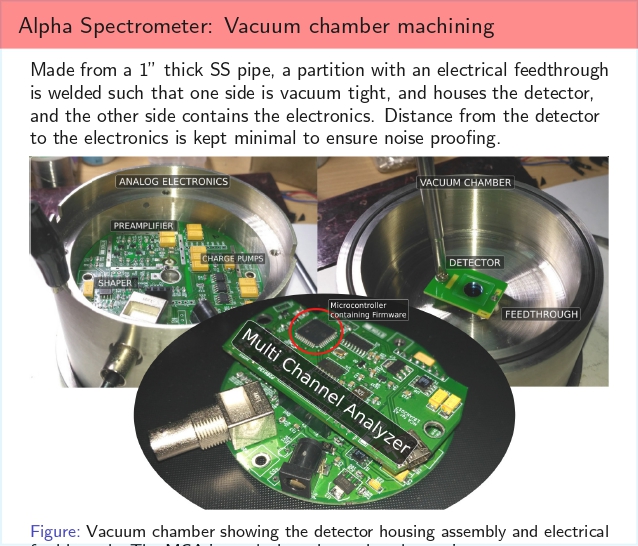 Alpha Spectrometer: Vacuum chamber machining
Made from a 1" thick SS pipe, a partition with an electrical feedthrough
is welded such that one side is vacuum tight, and houses the detector,
and the other side contains the electronics. Distance from the detector
to the electronics is kept minimal to ensure noise proofing.
ANALOG ELECTRONICS
PREAMPLIFIER
CHARGE PUMPS
SHAPER
VACUUM CHAMBER
DETECTOR
FEEDTHROUGH
Microcontroller
containing Firmware
Multi Channel Analyzer
Figure: Vacuum chamber showing the detector housing assembly and electrical